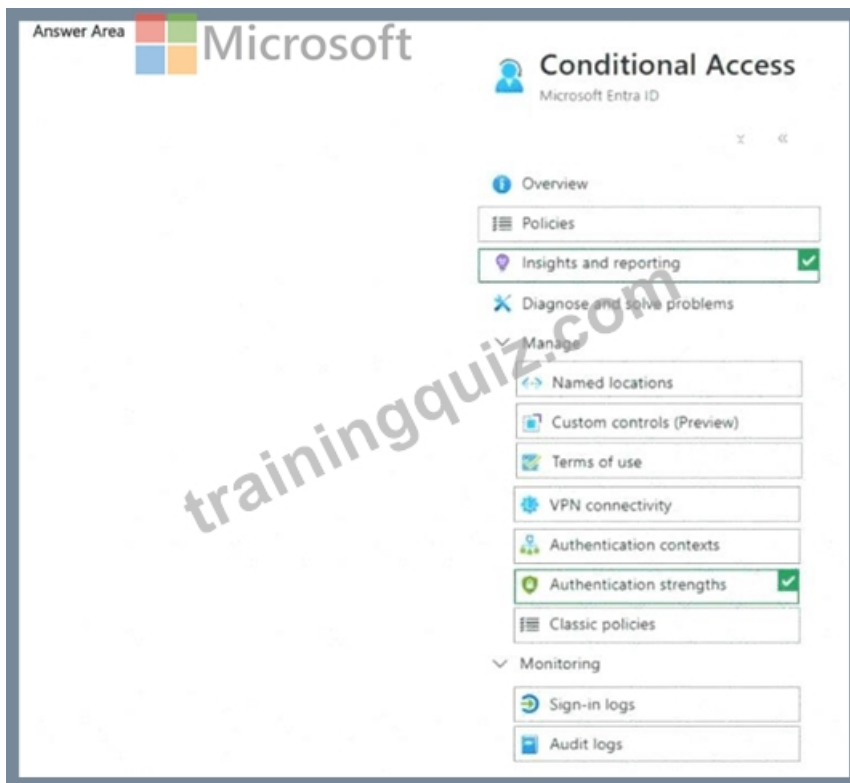 Answer Area
Microsoft
Conditional Access
Microsoft Entra ID
Overview
Policies
Insights and reporting
Diagnose and solve problems
Manage
Named locations
Custom controls (Preview)
Terms of use
VPN connectivity
Authentication contexts
Authentication strengths
Classic policies
Monitoring
Sign-in logs
Audit logs
trainingquiz.com